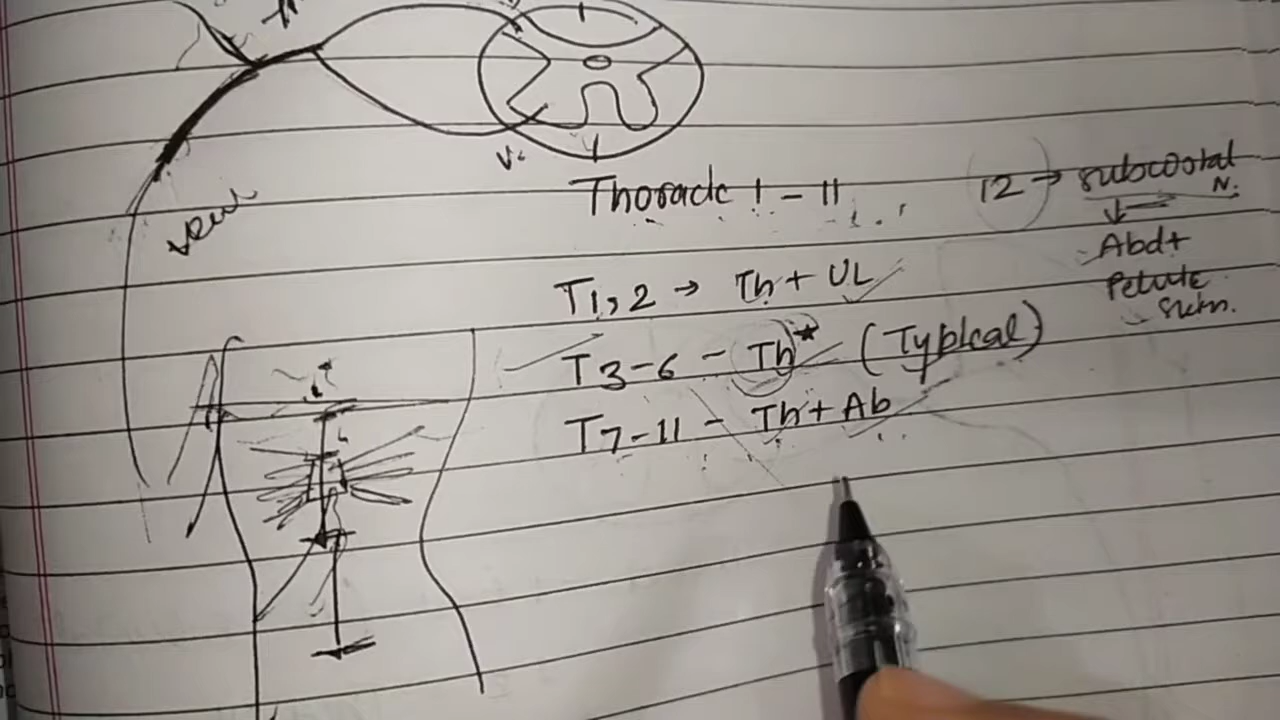 Thoracic 1 - 11
12 → subcostal N.
↓
Abd +
Pelvic
Skin.
T1,2 → Th + UL
T3-6 - Th* (Typical)
T7-11 - Th + Ab